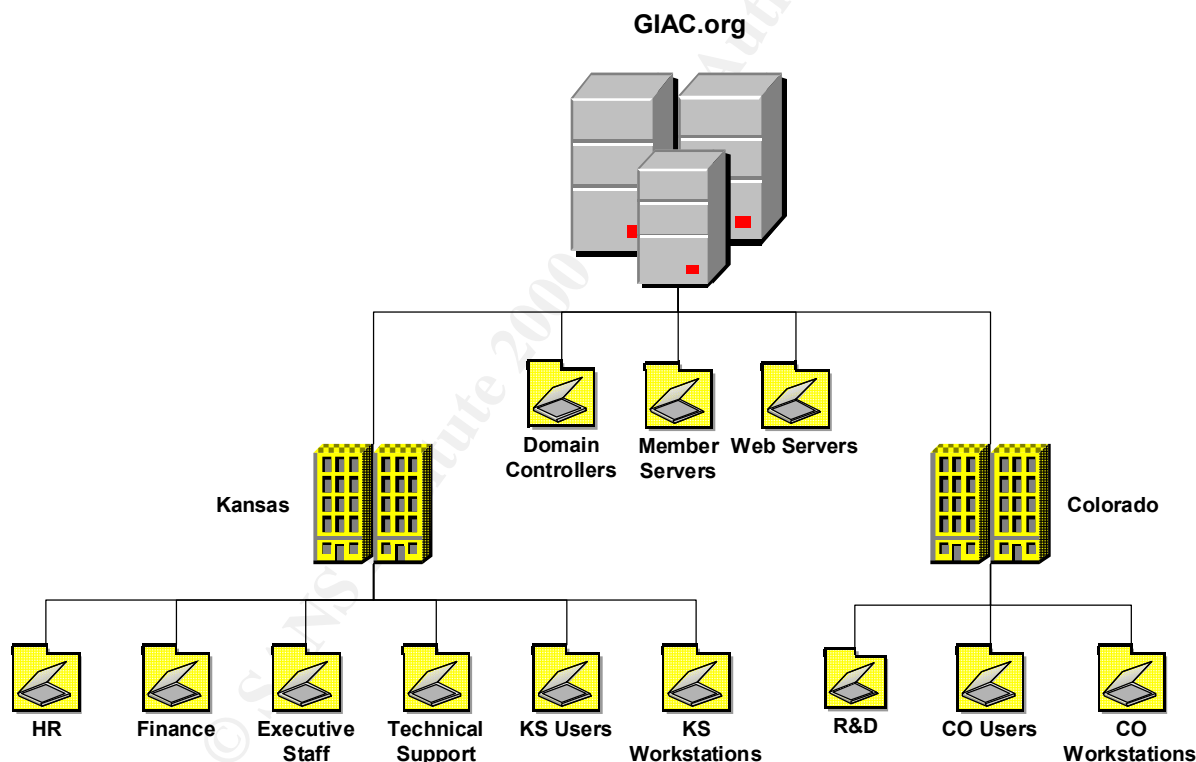 GIAC.org
Domain
Controllers
Member
Servers
Web Servers
Kansas
Colorado
HR
Finance
Executive
Staff
Technical
Support
KS Users
KS
Workstations
R&D
CO Users
CO
Workstations